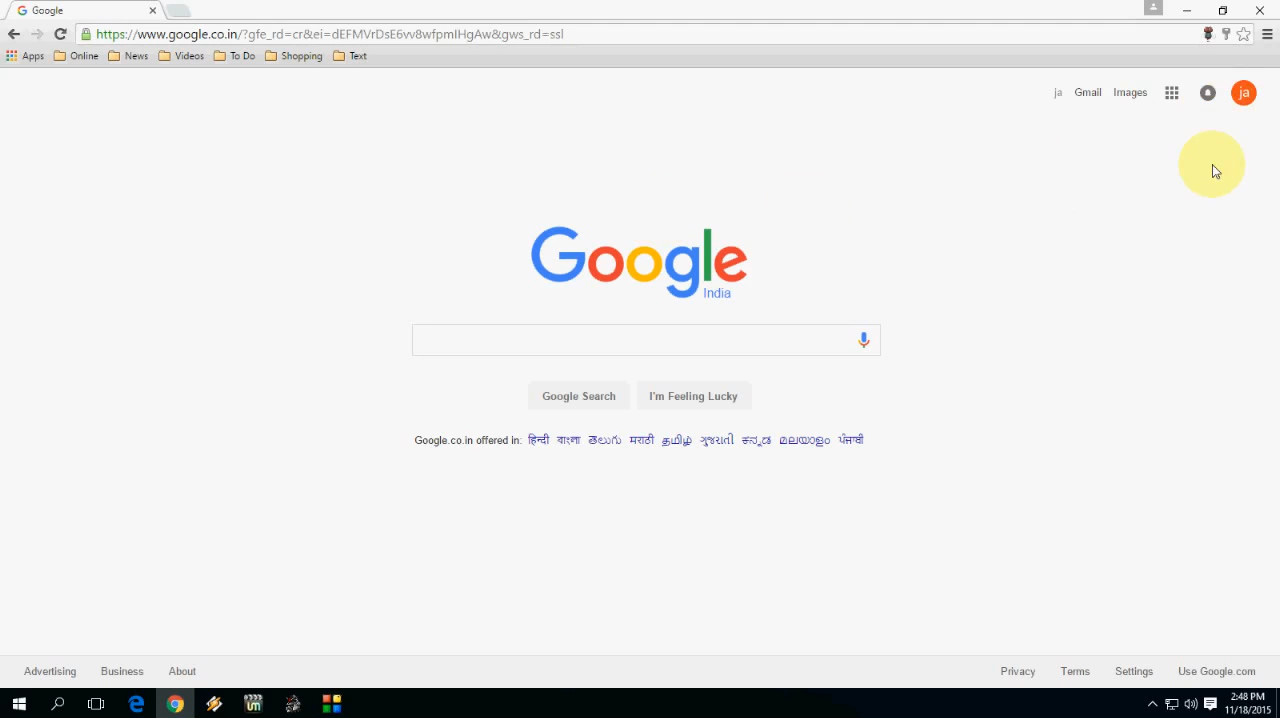 Google
https://www.google.co.in/?gfe_rd=cr&ei=dEFMVrDsE6vv8wfpmIHgAw&gws_rd=ssl
Apps Online News Videos To Do Shopping Text
ja Gmail Images ja
Google
India
Google Search I'm Feeling Lucky
Google.co.in offered in: हिन्दी বাংলা తెలుగు मराठी தமிழ் ગુજરાતી ಕನ್ನಡ മലയാളം ਪੰਜਾਬੀ
Advertising Business About Privacy Terms Settings Use Google.com
2:48 PM
11/18/2015